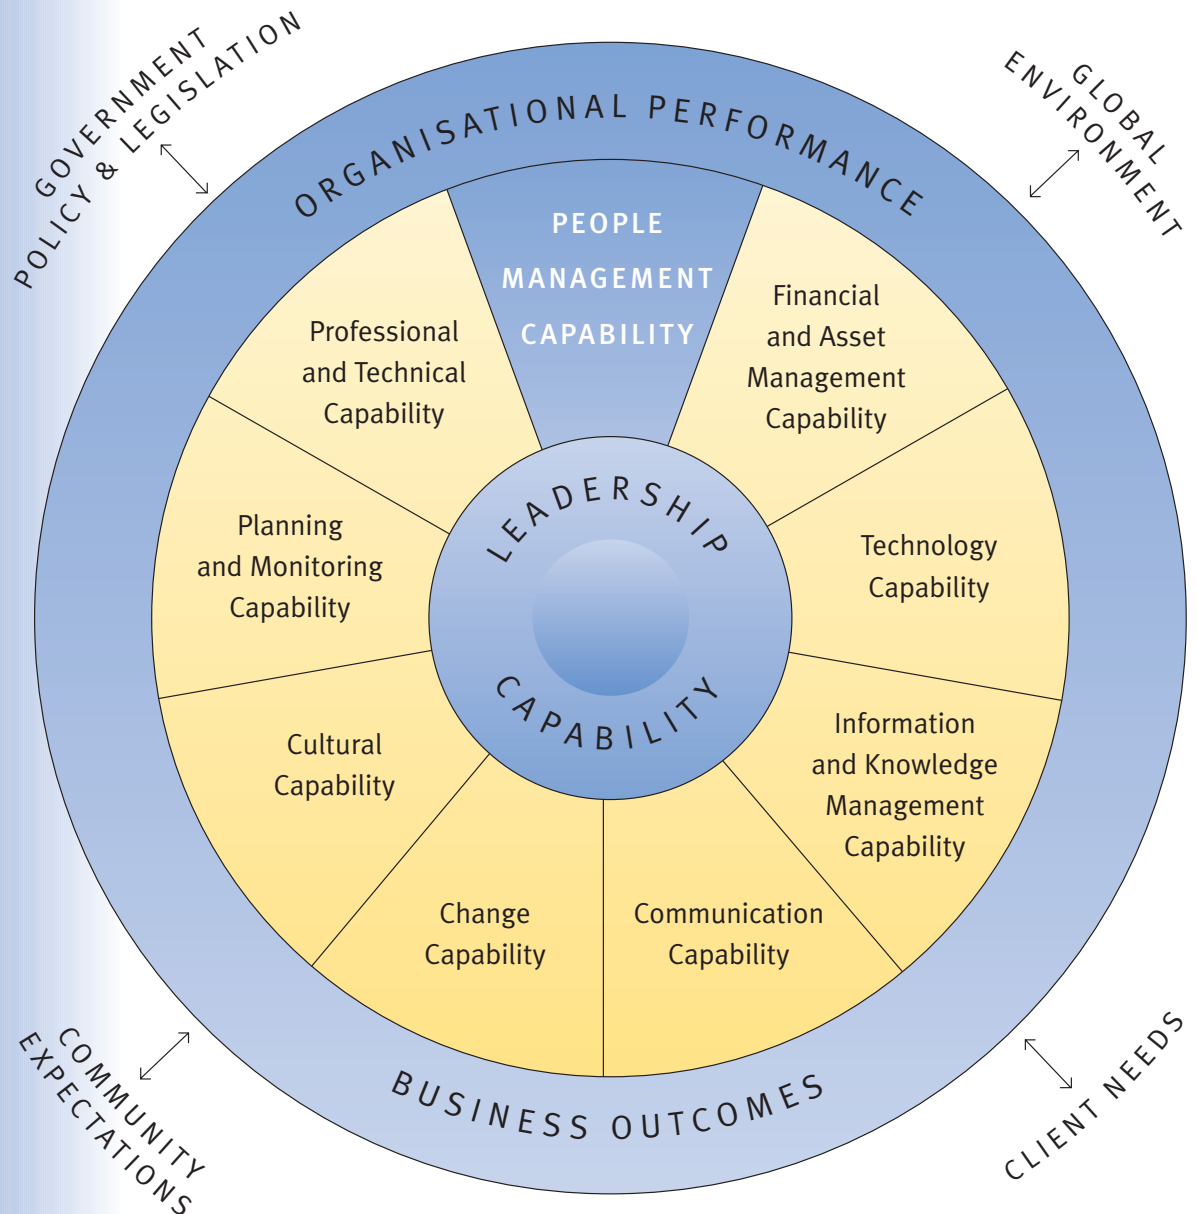 GOVERNMENT
POLICY & LEGISLATION
GLOBAL
ENVIRONMENT
ORGANISATIONAL PERFORMANCE
PEOPLE
MANAGEMENT
CAPABILITY
Financial
and Asset
Management
Capability
Technology
Capability
Information
and Knowledge
Management
Capability
Communication
Capability
Change
Capability
Cultural
Capability
Planning
and Monitoring
Capability
Professional
and Technical
Capability
LEADERSHIP
CAPABILITY
BUSINESS OUTCOMES
COMMUNITY
EXPECTATIONS
CLIENT NEEDS